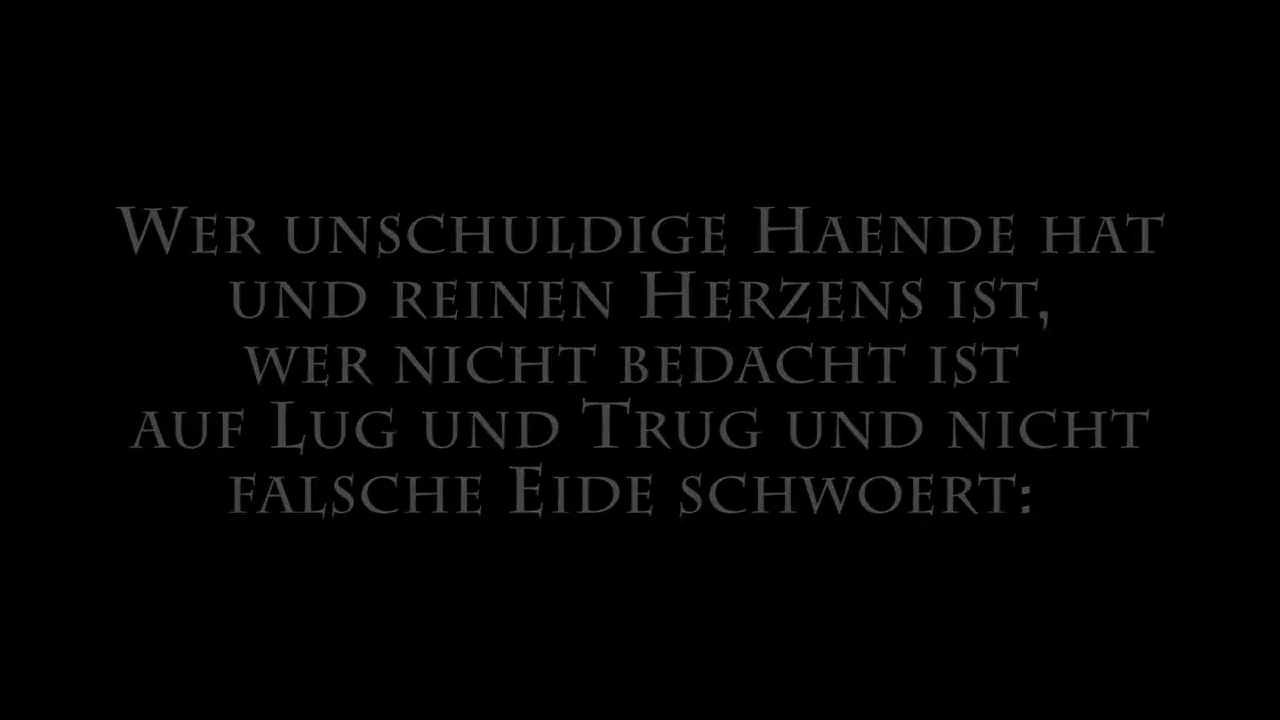 Wer unschuldige Haende hat
und reinen Herzens ist,
wer nicht bedacht ist
auf Lug und Trug und nicht
falsche Eide schwoert: